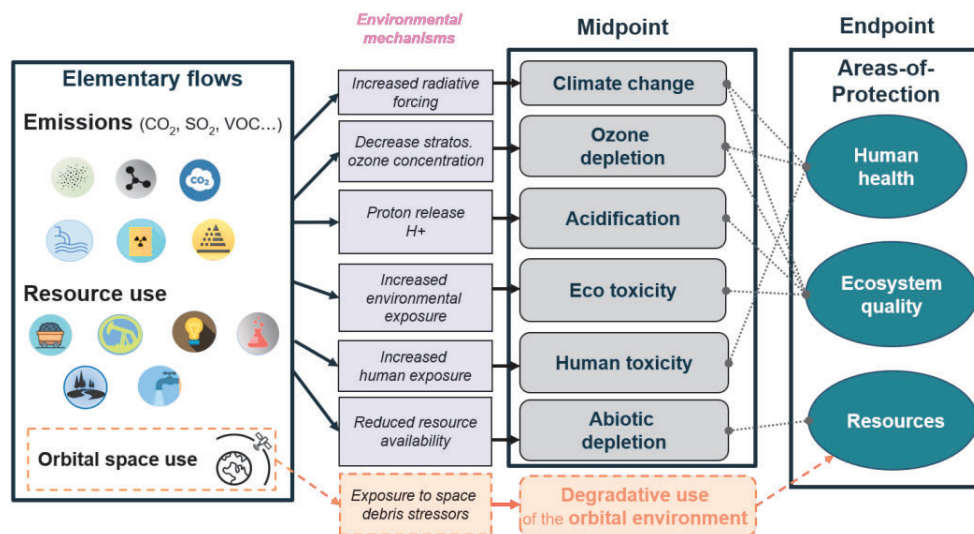 Environmental
mechanisms
Midpoint
Endpoint
Elementary flows
Emissions (CO₂, SO₂, VOC…)
CO₂
Resource use
Orbital space use
Increased radiative
forcing
Decrease stratos.
ozone concentration
Proton release
H+
Increased
environmental
exposure
Increased
human exposure
Reduced resource
availability
Exposure to space
debris stressors
Climate change
Ozone
depletion
Acidification
Eco toxicity
Human toxicity
Abiotic
depletion
Degradative use
of the orbital environment
Areas-of-
Protection
Human
health
Ecosystem
quality
Resources